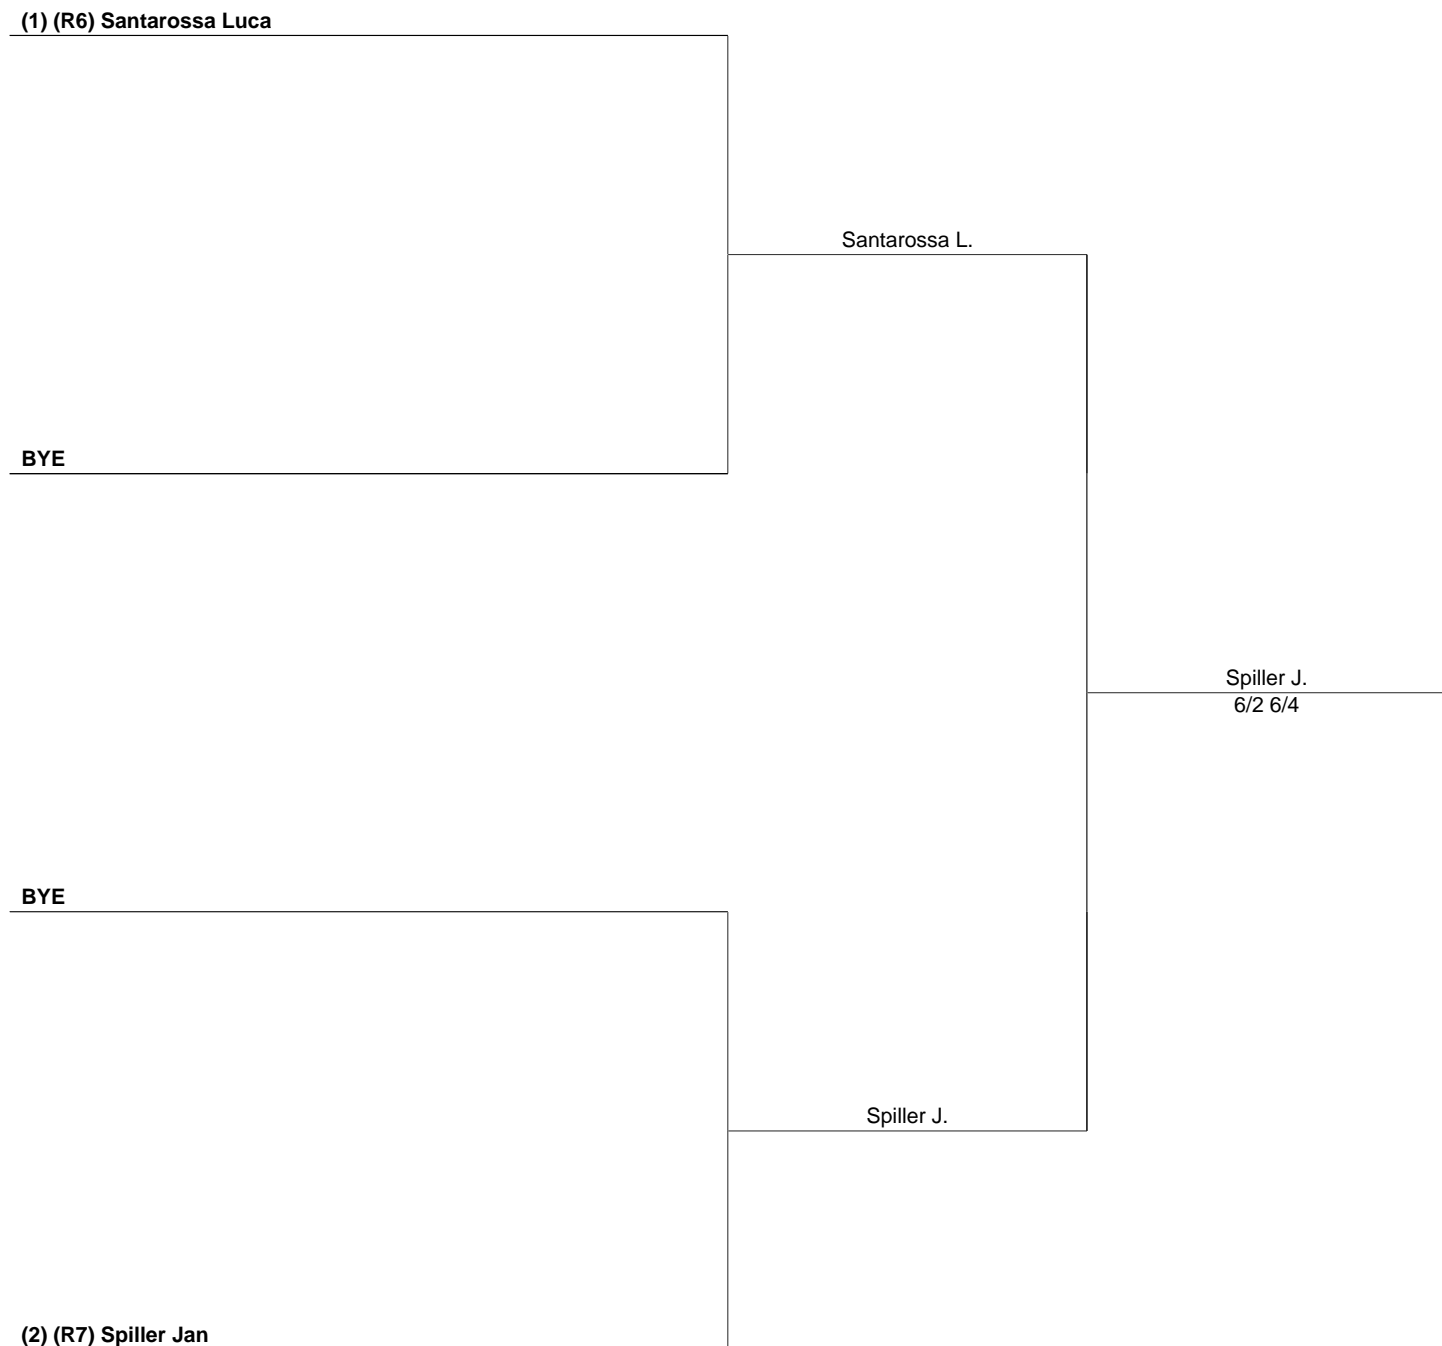 (1) (R6) Santarossa Luca
Santarossa L.
BYE
Spiller J.
6/2 6/4
BYE
Spiller J.
(2) (R7) Spiller Jan